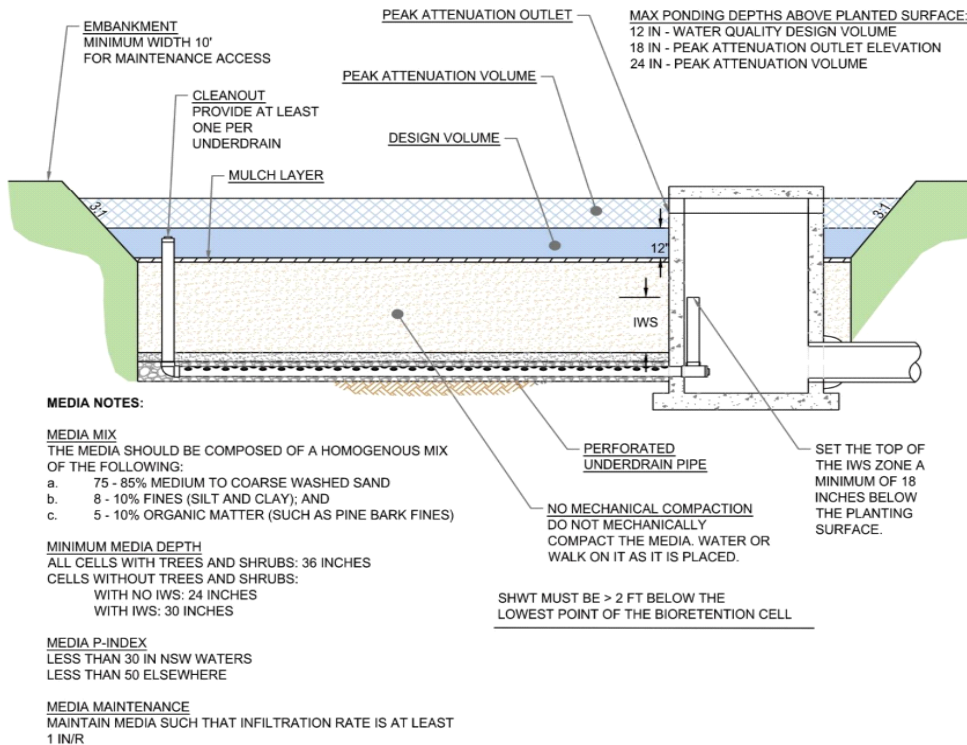 EMBANKMENT
MINIMUM WIDTH 10'
FOR MAINTENANCE ACCESS
PEAK ATTENUATION OUTLET
MAX PONDING DEPTHS ABOVE PLANTED SURFACE:
12 IN - WATER QUALITY DESIGN VOLUME
18 IN - PEAK ATTENUATION OUTLET ELEVATION
24 IN - PEAK ATTENUATION VOLUME
PEAK ATTENUATION VOLUME
CLEANOUT
PROVIDE AT LEAST
ONE PER
UNDERDRAIN
DESIGN VOLUME
MULCH LAYER
3:1
3:1
12"
IWS
MEDIA NOTES:
MEDIA MIX
THE MEDIA SHOULD BE COMPOSED OF A HOMOGENOUS MIX
OF THE FOLLOWING:
a. 75 - 85% MEDIUM TO COARSE WASHED SAND
b. 8 - 10% FINES (SILT AND CLAY); AND
c. 5 - 10% ORGANIC MATTER (SUCH AS PINE BARK FINES)
MINIMUM MEDIA DEPTH
ALL CELLS WITH TREES AND SHRUBS: 36 INCHES
CELLS WITHOUT TREES AND SHRUBS:
WITH NO IWS: 24 INCHES
WITH IWS: 30 INCHES
MEDIA P-INDEX
LESS THAN 30 IN NSW WATERS
LESS THAN 50 ELSEWHERE
MEDIA MAINTENANCE
MAINTAIN MEDIA SUCH THAT INFILTRATION RATE IS AT LEAST
1 IN/R
PERFORATED
UNDERDRAIN PIPE
NO MECHANICAL COMPACTION
DO NOT MECHANICALLY
COMPACT THE MEDIA. WATER OR
WALK ON IT AS IT IS PLACED.
SET THE TOP OF
THE IWS ZONE A
MINIMUM OF 18
INCHES BELOW
THE PLANTING
SURFACE.
SHWT MUST BE > 2 FT BELOW THE
LOWEST POINT OF THE BIORETENTION CELL